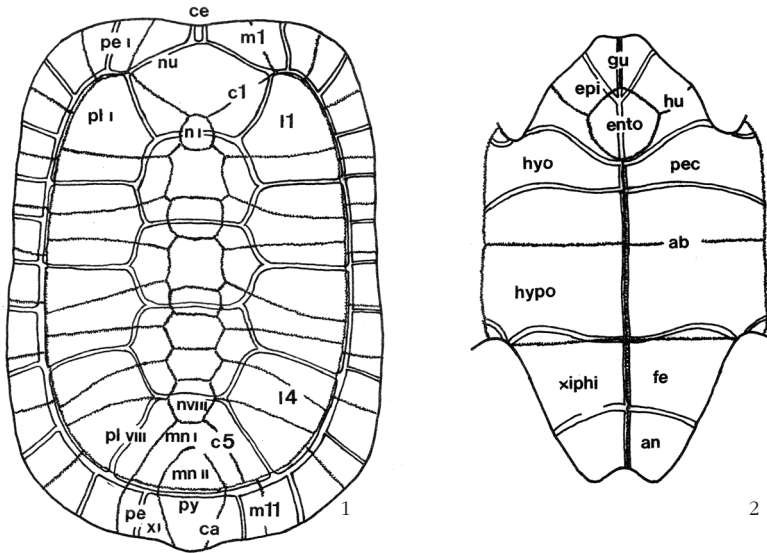 ce
pe I
m1
nu
c1
pl I
l1
n I
l4
n VIII
pl VIII
mn I
c5
mn II
pe XI
py
ca
m11
1
gu
epi
hu
ento
hyo
pec
ab
hypo
xiphi
fe
an
2